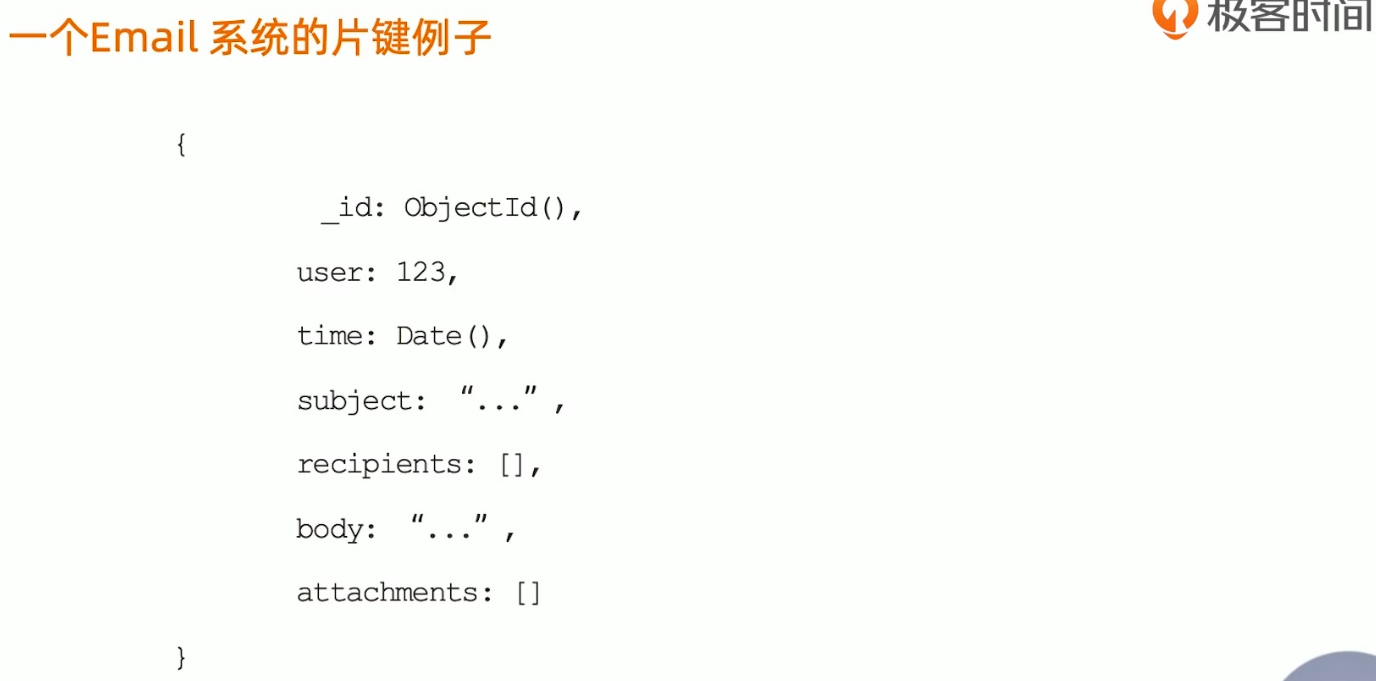 一个Email 系统的片键例子
极客时间
{
_id: ObjectId(),
user: 123,
time: Date(),
subject: “...” ,
recipients: [],
body: “...” ,
attachments: []
}